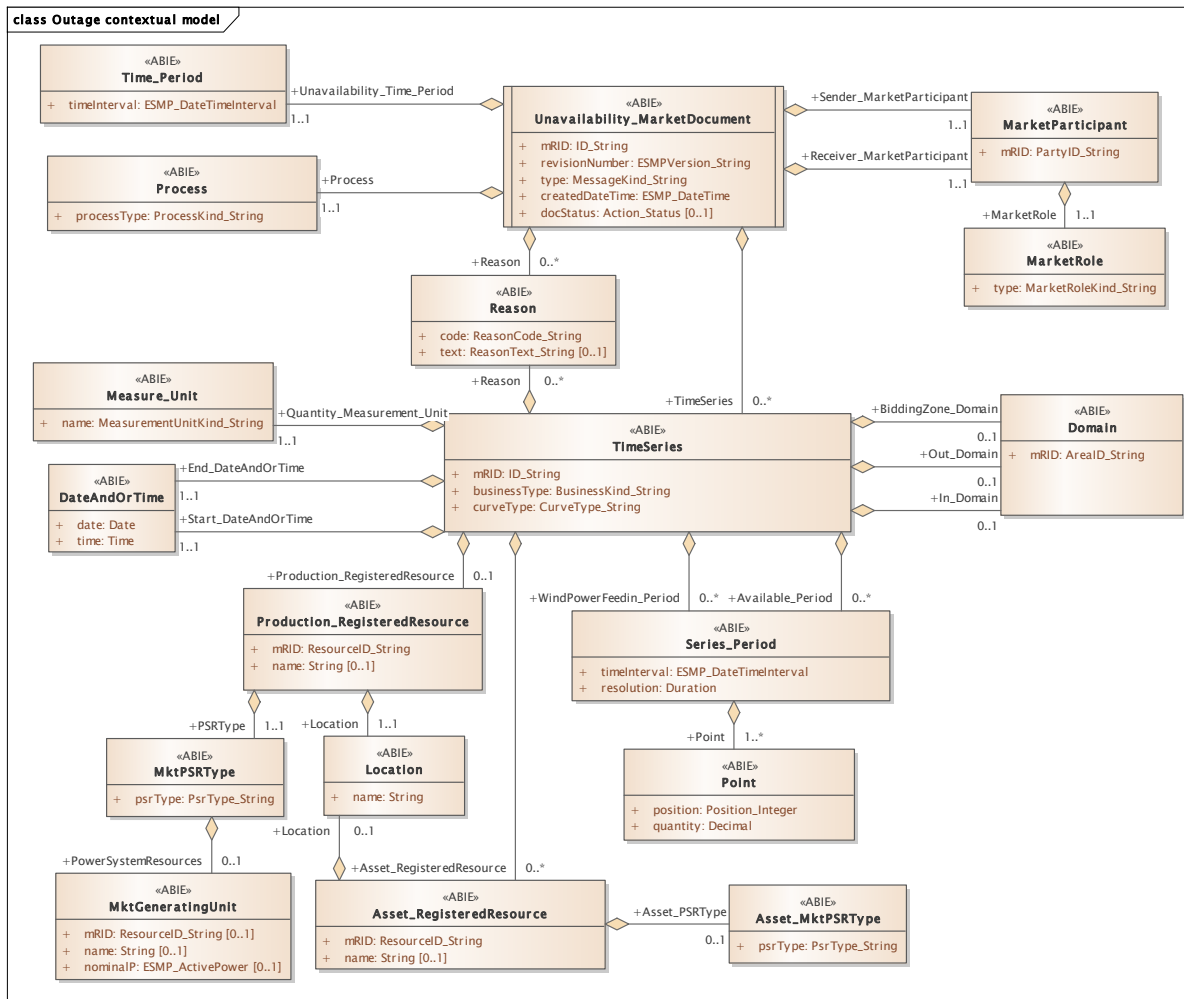 class Outage contextual model
«ABIE»
Time_Period
+ timeInterval: ESMP_DateTimeInterval
+Unavailability_Time_Period
1..1
«ABIE»
Unavailability_MarketDocument
+ mRID: ID_String
+ revisionNumber: ESMPVersion_String
+ type: MessageKind_String
+ createdDateTime: ESMP_DateTime
+ docStatus: Action_Status [0..1]
+Sender_MarketParticipant
1..1
+Receiver_MarketParticipant
1..1
«ABIE»
MarketParticipant
+ mRID: PartyID_String
«ABIE»
Process
+ processType: ProcessKind_String
+Process
1..1
+MarketRole 1..1
«ABIE»
MarketRole
+ type: MarketRoleKind_String
+Reason 0..*
«ABIE»
Reason
+ code: ReasonCode_String
+ text: ReasonText_String [0..1]
+Reason 0..*
+TimeSeries 0..*
«ABIE»
Measure_Unit
+ name: MeasurementUnitKind_String
+Quantity_Measurement_Unit
1..1
«ABIE»
TimeSeries
+ mRID: ID_String
+ businessType: BusinessKind_String
+ curveType: CurveType_String
+BiddingZone_Domain
0..1
+Out_Domain
0..1
+In_Domain
0..1
«ABIE»
Domain
+ mRID: AreaID_String
«ABIE»
DateAndOrTime
+ date: Date
+ time: Time
+End_DateAndOrTime
1..1
+Start_DateAndOrTime
1..1
+Production_RegisteredResource 0..1
«ABIE»
Production_RegisteredResource
+ mRID: ResourceID_String
+ name: String [0..1]
+WindPowerFeedin_Period 0..*
+Available_Period 0..*
«ABIE»
Series_Period
+ timeInterval: ESMP_DateTimeInterval
+ resolution: Duration
+PSRType 1..1
+Location 1..1
+Point 1..*
«ABIE»
MktPSRType
+ psrType: PsrType_String
«ABIE»
Location
+ name: String
«ABIE»
Point
+ position: Position_Integer
+ quantity: Decimal
+Location 0..1
+PowerSystemResources 0..1
+Asset_RegisteredResource 0..*
«ABIE»
MktGeneratingUnit
+ mRID: ResourceID_String [0..1]
+ name: String [0..1]
+ nominalP: ESMP_ActivePower [0..1]
«ABIE»
Asset_RegisteredResource
+ mRID: ResourceID_String
+ name: String [0..1]
+Asset_PSRType
0..1
«ABIE»
Asset_MktPSRType
+ psrType: PsrType_String